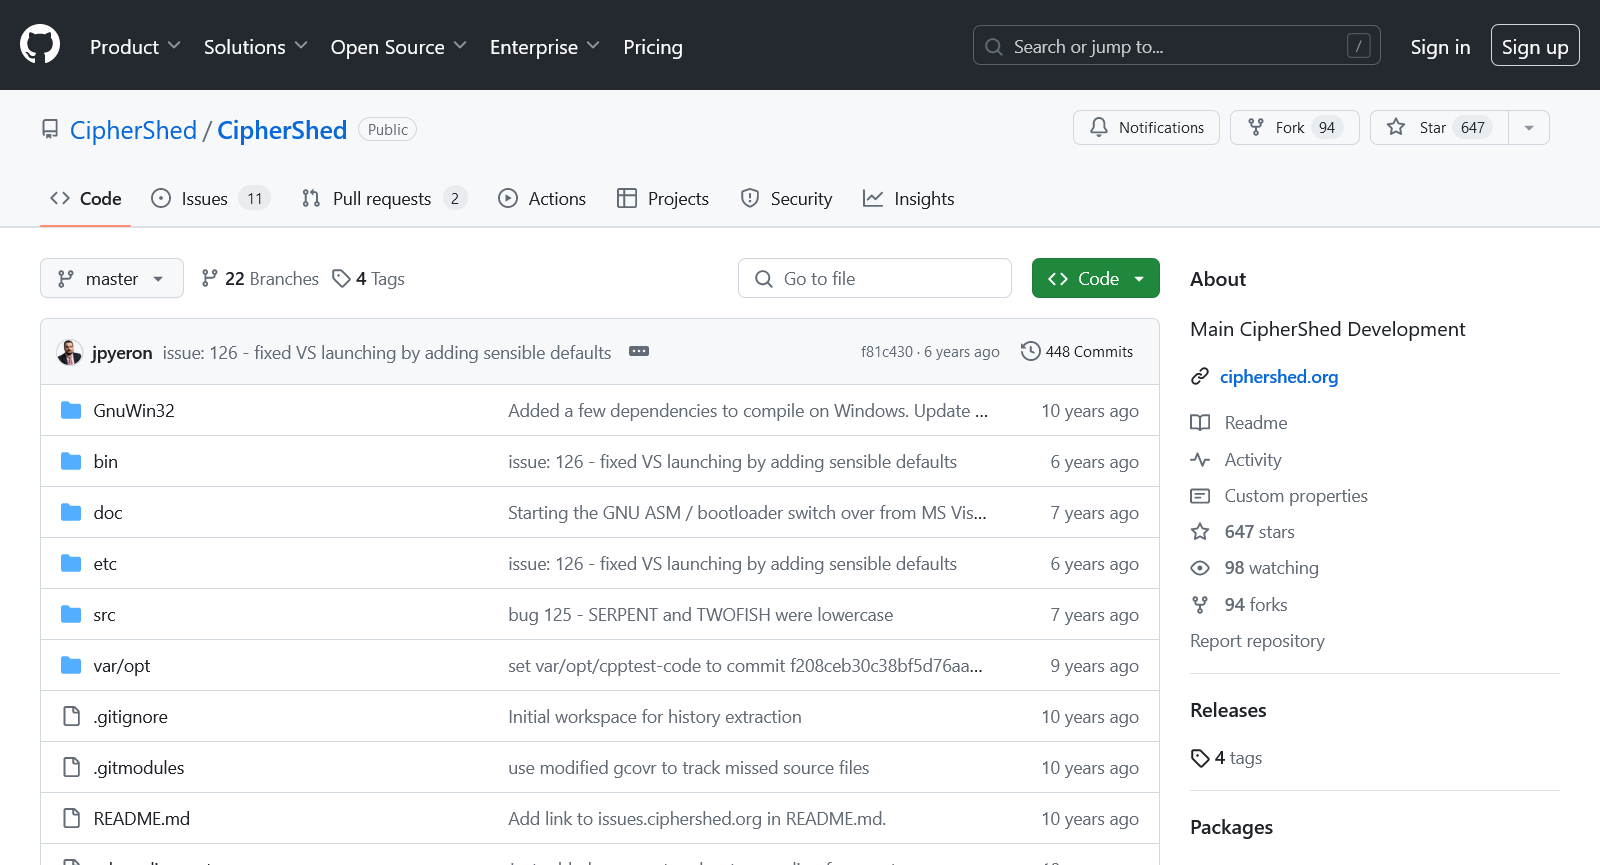 Product Solutions Open Source Enterprise Pricing Search or jump to... / Sign in Sign up
CipherShed / CipherShed Public Notifications Fork 94 Star 647
Code Issues 11 Pull requests 2 Actions Projects Security Insights
master 22 Branches 4 Tags Go to file Code
jpyeron issue: 126 - fixed VS launching by adding sensible defaults f81c430 · 6 years ago 448 Commits
GnuWin32 Added a few dependencies to compile on Windows. Update ... 10 years ago
bin issue: 126 - fixed VS launching by adding sensible defaults 6 years ago
doc Starting the GNU ASM / bootloader switch over from MS Vis... 7 years ago
etc issue: 126 - fixed VS launching by adding sensible defaults 6 years ago
src bug 125 - SERPENT and TWOFISH were lowercase 7 years ago
var/opt set var/opt/cpptest-code to commit f208ceb30c38bf5d76aa... 9 years ago
.gitignore Initial workspace for history extraction 10 years ago
.gitmodules use modified gcovr to track missed source files 10 years ago
README.md Add link to issues.ciphershed.org in README.md. 10 years ago
About
Main CipherShed Development
ciphershed.org
Readme
Activity
Custom properties
647 stars
98 watching
94 forks
Report repository
Releases
4 tags
Packages